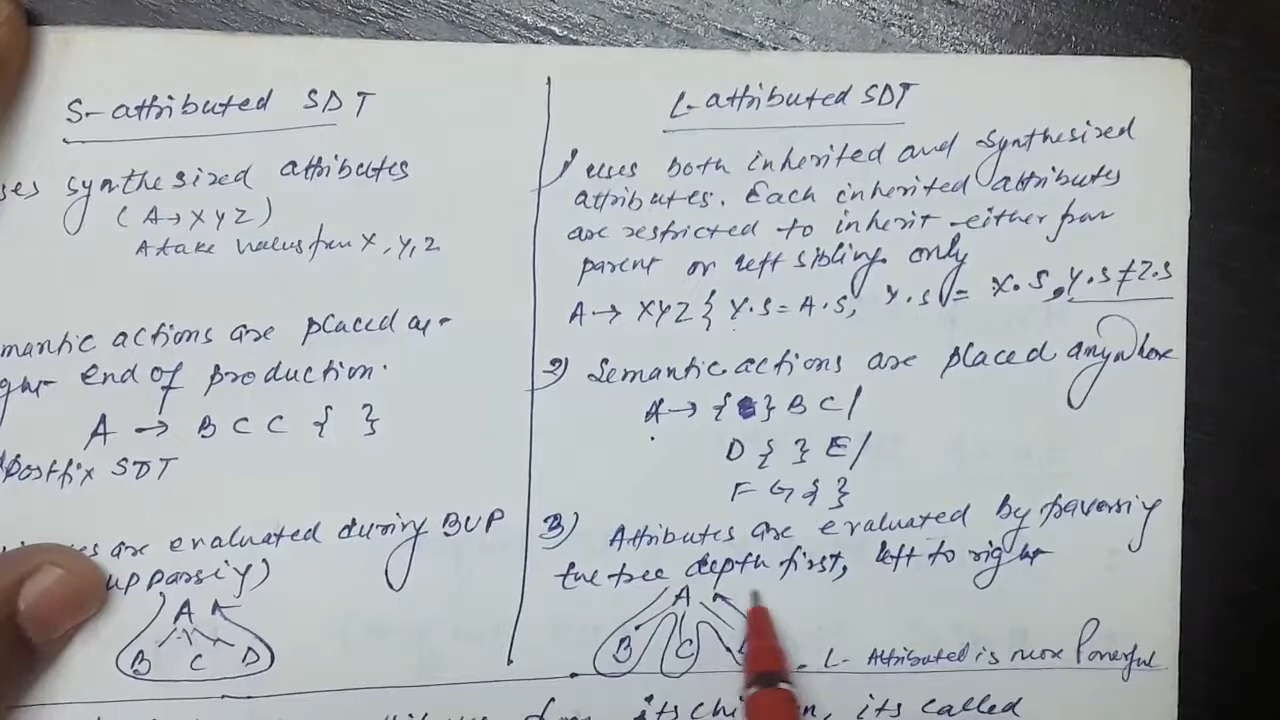 S-attributed SDT
ses synthesized attributes
(A→XYZ)
A take values from X, Y, Z
mantic actions are placed at
ght end of production.
A → B C C { }
Postfix SDT
are evaluated during BUP
up parsing)
A
B C D
L-attributed SDT
1) uses both inherited and synthesized
attributes. Each inherited attributes
are restricted to inherit either from
parent or left sibling only
A → XYZ { Y.S = A.S, Y.S = X.S, Y.S ≠ Z.S
2) Semantic actions are placed anywhere
A → { } B C /
D { } E /
F G { }
3) Attributes are evaluated by traversing
the tree depth first, left to right
A
B C
L-Attributed is more Powerful
its called